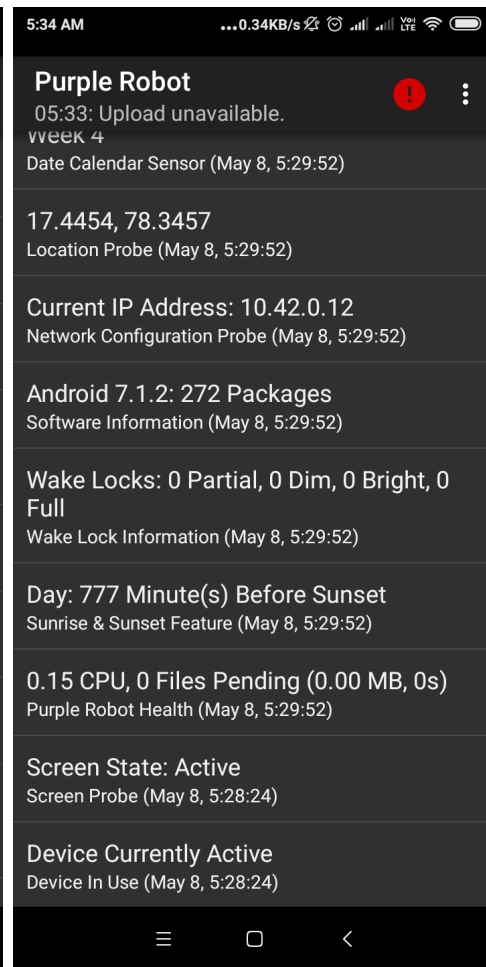 5:34 AM ...0.34KB/s Vo) LTE
Purple Robot
05:33: Upload unavailable.
Week 4
Date Calendar Sensor (May 8, 5:29:52)
17.4454, 78.3457
Location Probe (May 8, 5:29:52)
Current IP Address: 10.42.0.12
Network Configuration Probe (May 8, 5:29:52)
Android 7.1.2: 272 Packages
Software Information (May 8, 5:29:52)
Wake Locks: 0 Partial, 0 Dim, 0 Bright, 0
Full
Wake Lock Information (May 8, 5:29:52)
Day: 777 Minute(s) Before Sunset
Sunrise & Sunset Feature (May 8, 5:29:52)
0.15 CPU, 0 Files Pending (0.00 MB, 0s)
Purple Robot Health (May 8, 5:29:52)
Screen State: Active
Screen Probe (May 8, 5:28:24)
Device Currently Active
Device In Use (May 8, 5:28:24)